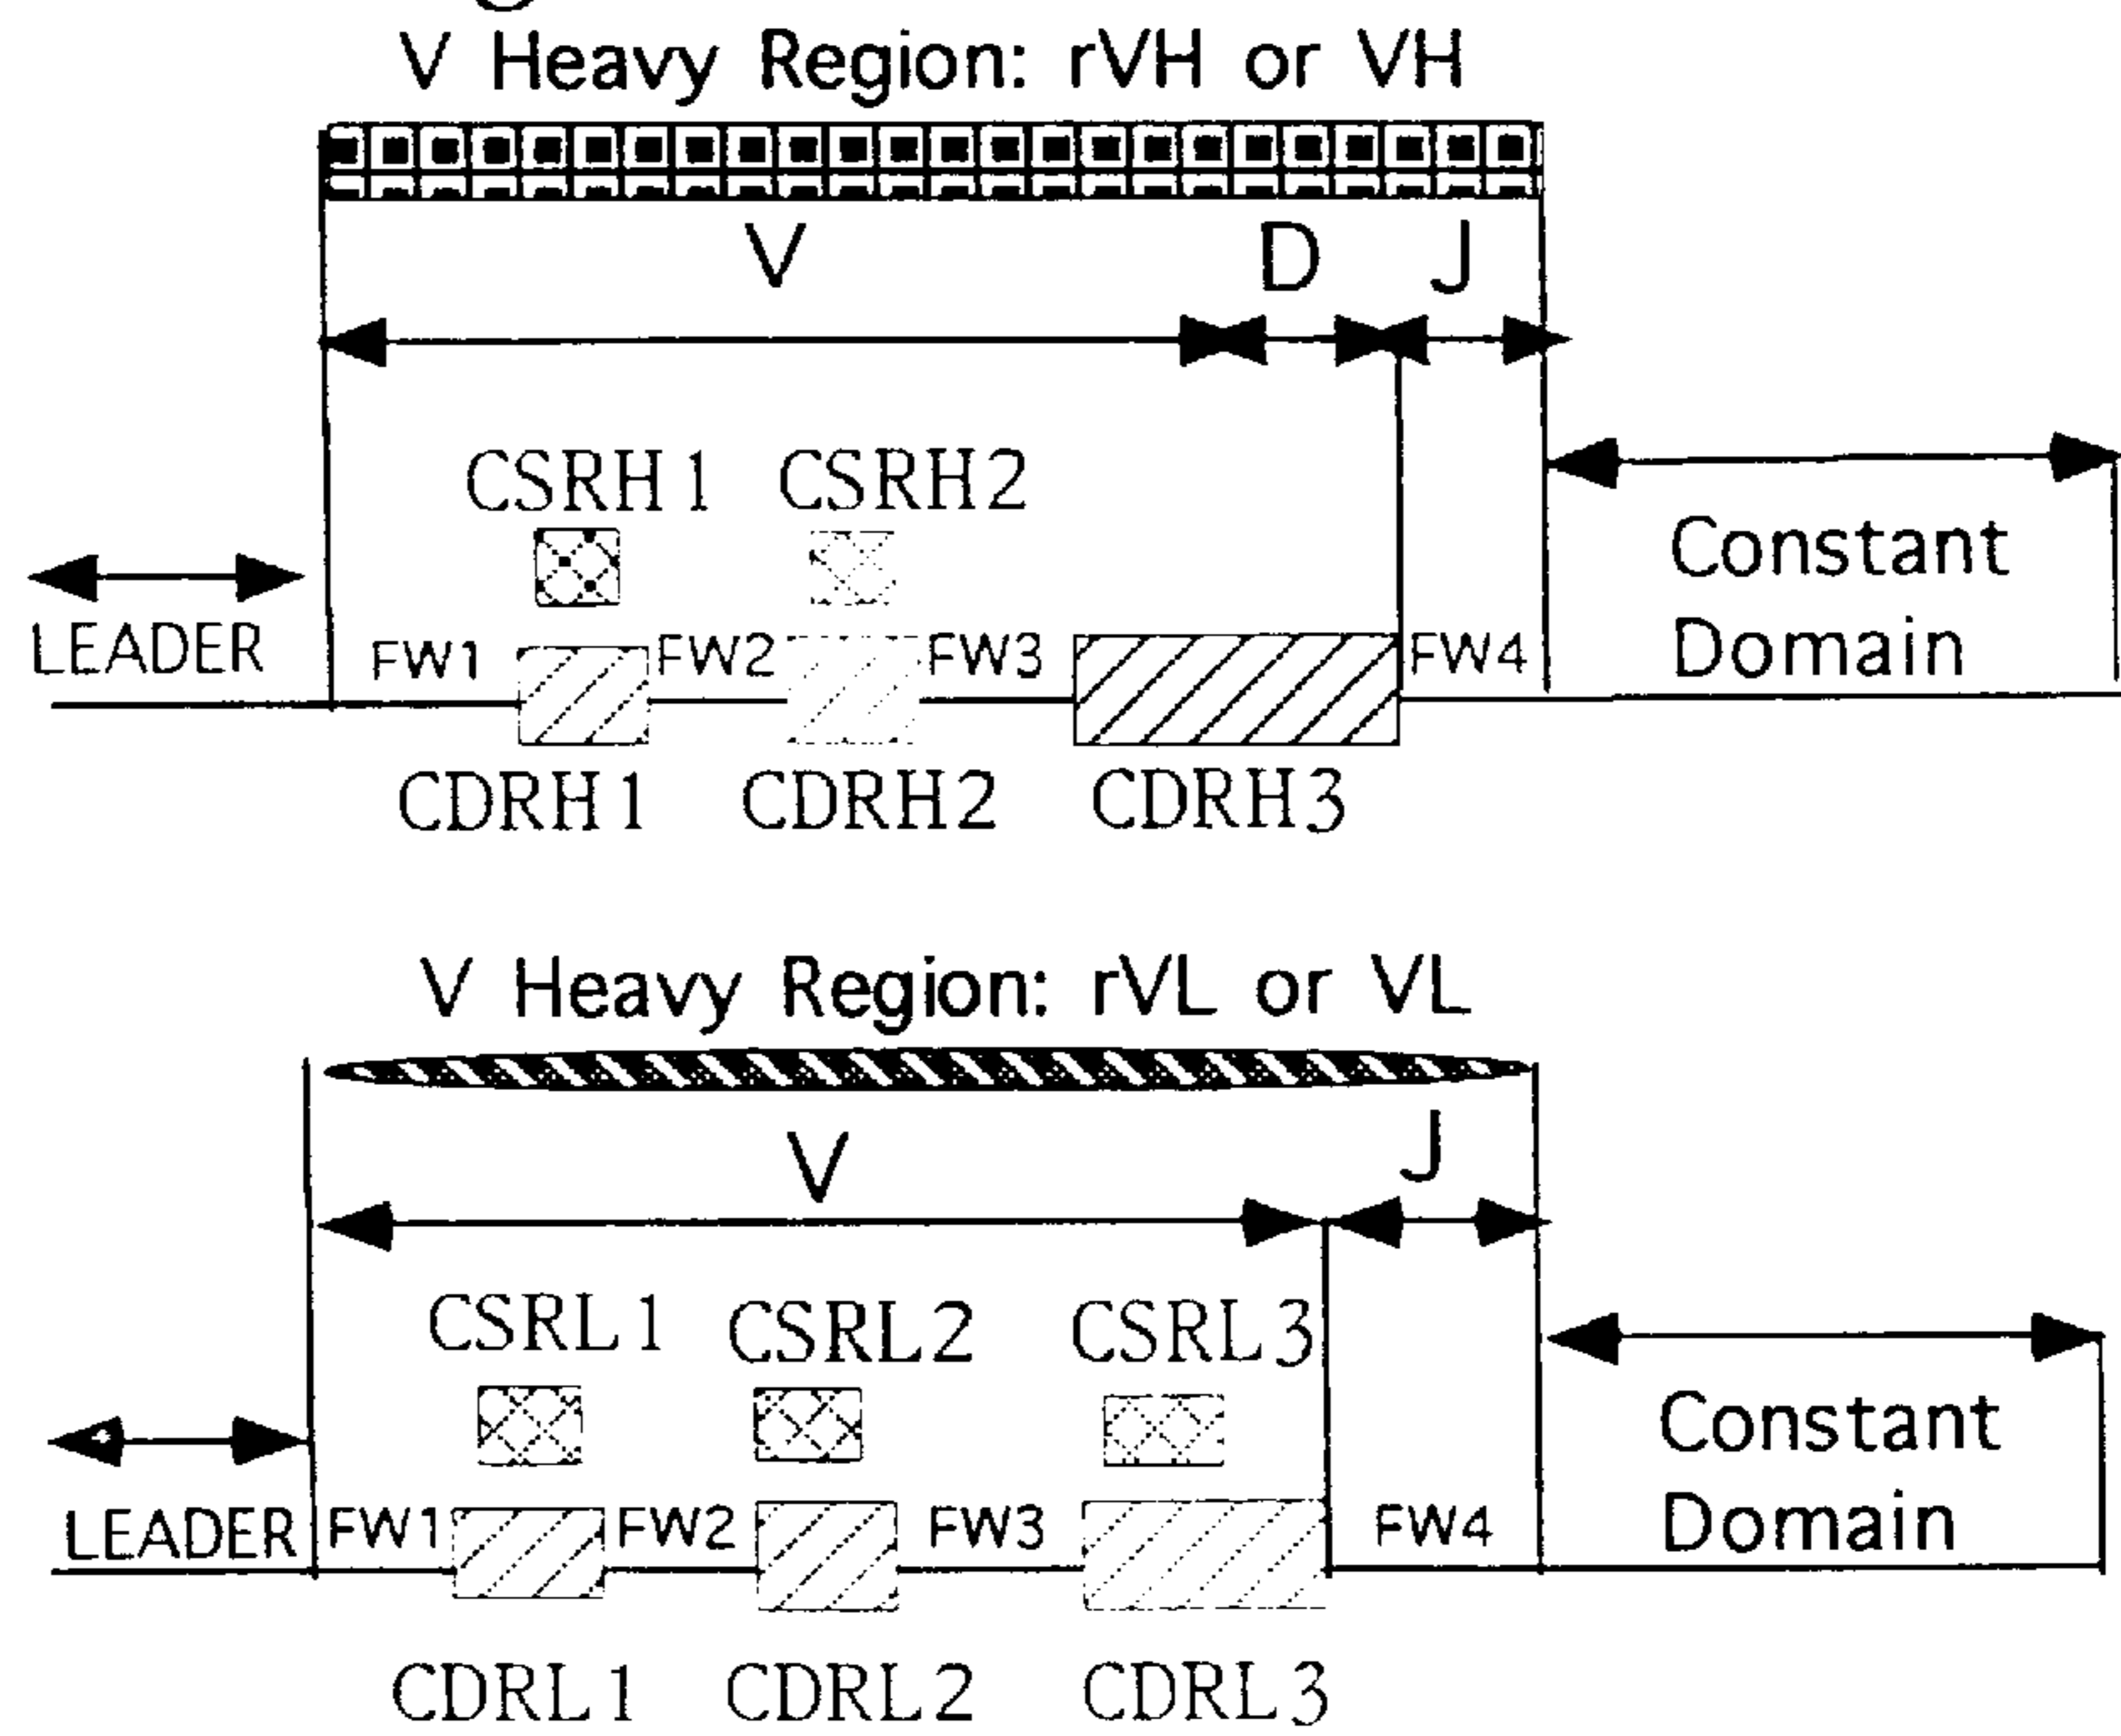 V Heavy Region: rVH or VH
V D J
CSRH1 CSRH2
Constant
Domain
LEADER FW1 FW2 FW3 FW4
CDRH1 CDRH2 CDRH3
V Heavy Region: rVL or VL
V J
CSRL1 CSRL2 CSRL3
Constant
Domain
LEADER FW1 FW2 FW3 FW4
CDRL1 CDRL2 CDRL3